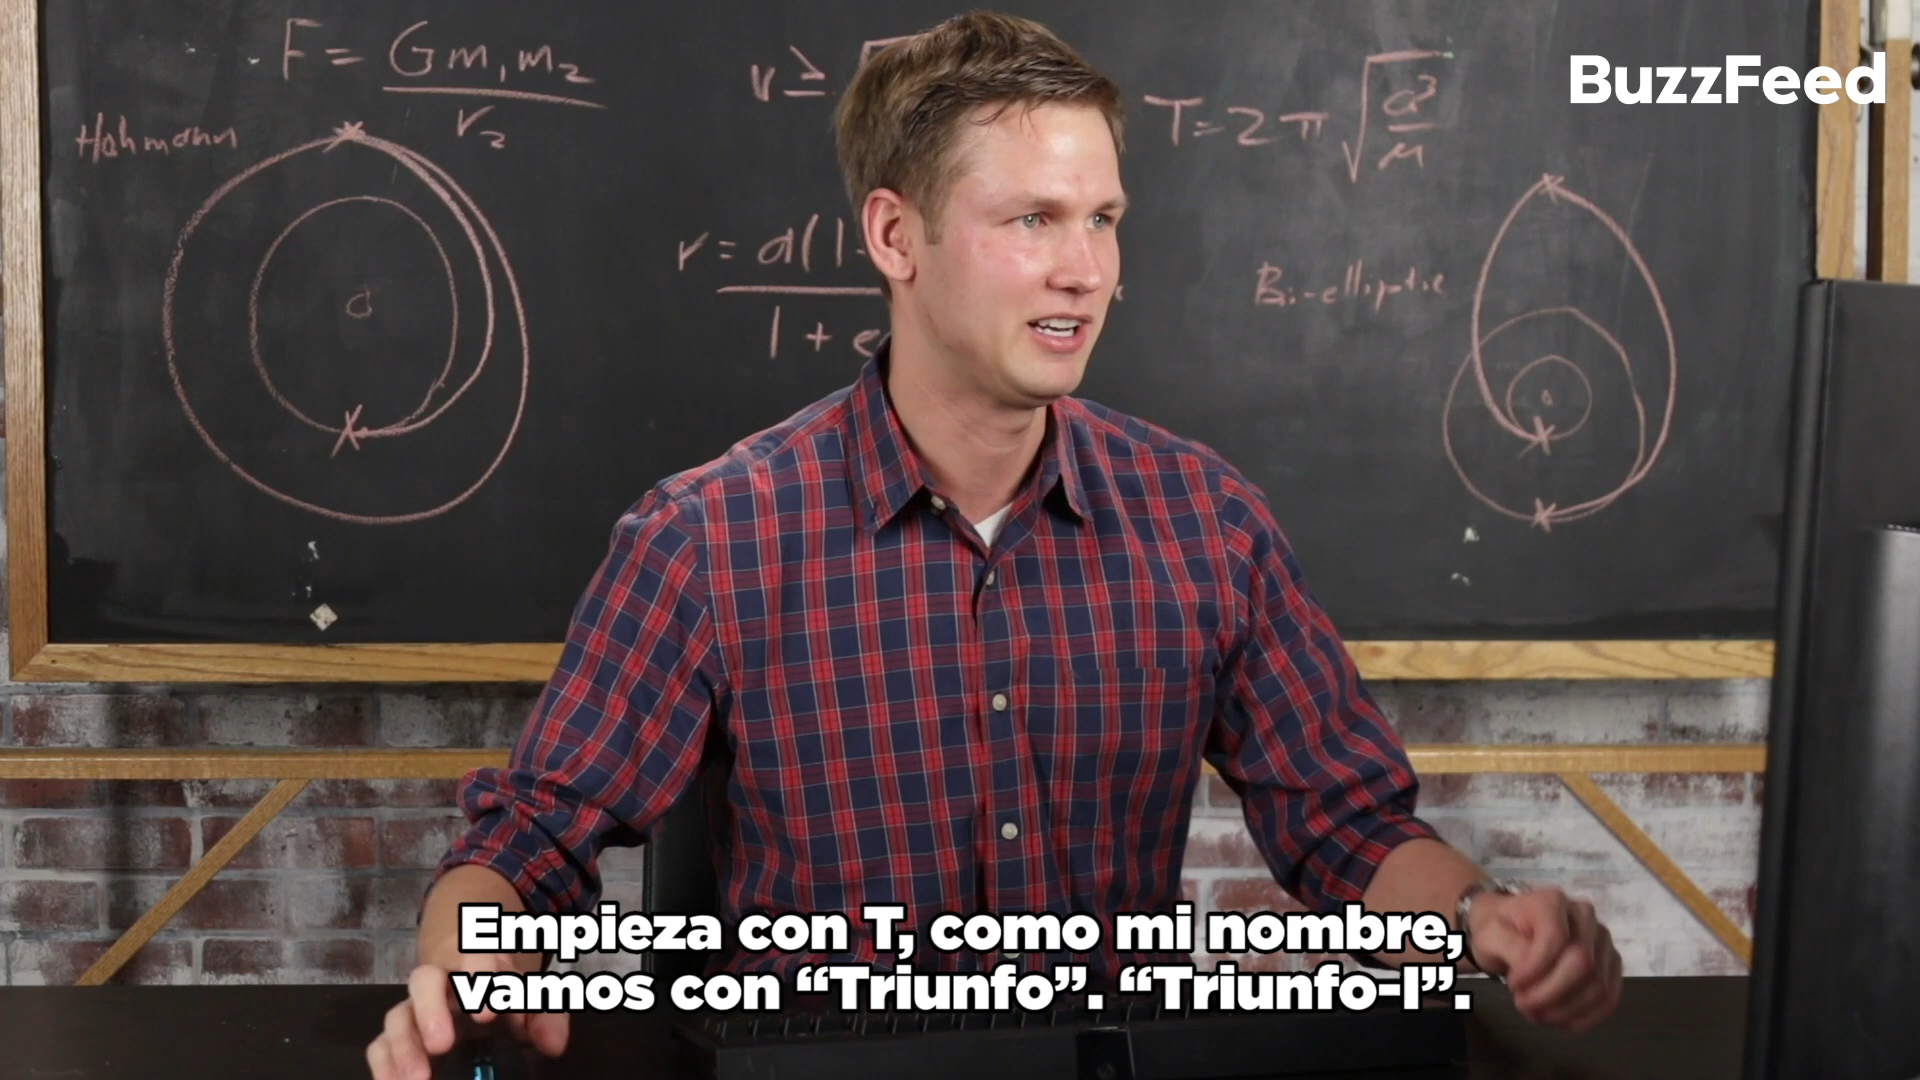 BuzzFeed
F = Gm₁m₂
r₂
v ≥
T = 2π √a³
μ
Hohmann
r = a(1-
1 + e
Bi-elliptic
Empieza con T, como mi nombre,
vamos con “Triunfo”. “Triunfo-I”.